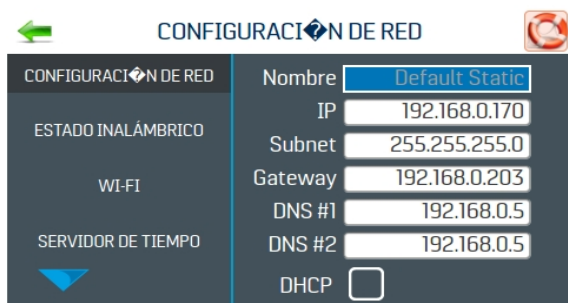 CONFIGURACI�N DE RED
CONFIGURACI�N DE RED
ESTADO INALÁMBRICO
WI-FI
SERVIDOR DE TIEMPO
Nombre Default Static
IP 192.168.0.170
Subnet 255.255.255.0
Gateway 192.168.0.203
DNS #1 192.168.0.5
DNS #2 192.168.0.5
DHCP